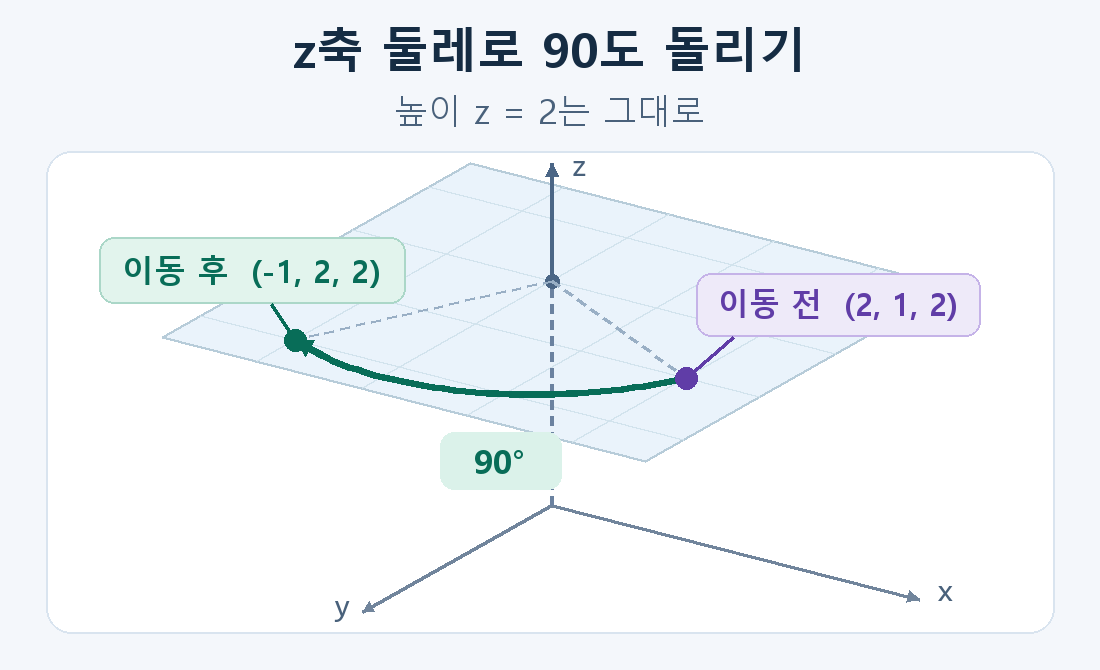 z축 둘레로 90도 돌리기
높이 z = 2는 그대로
z
이동 후 (-1, 2, 2)
이동 전 (2, 1, 2)
90°
y
x